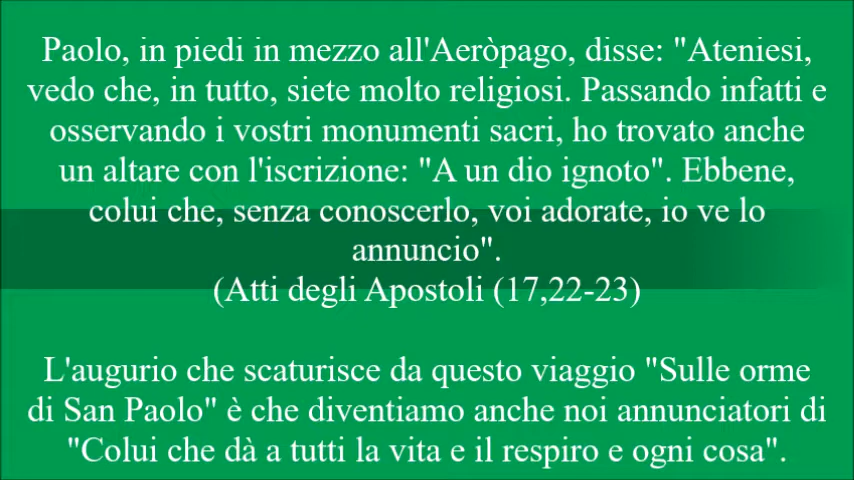 Paolo, in piedi in mezzo all'Aeròpago, disse: "Ateniesi,
vedo che, in tutto, siete molto religiosi. Passando infatti e
osservando i vostri monumenti sacri, ho trovato anche
un altare con l'iscrizione: "A un dio ignoto". Ebbene,
colui che, senza conoscerlo, voi adorate, io ve lo
annuncio".
(Atti degli Apostoli (17,22-23)
L'augurio che scaturisce da questo viaggio "Sulle orme
di San Paolo" è che diventiamo anche noi annunciatori di
"Colui che dà a tutti la vita e il respiro e ogni cosa".